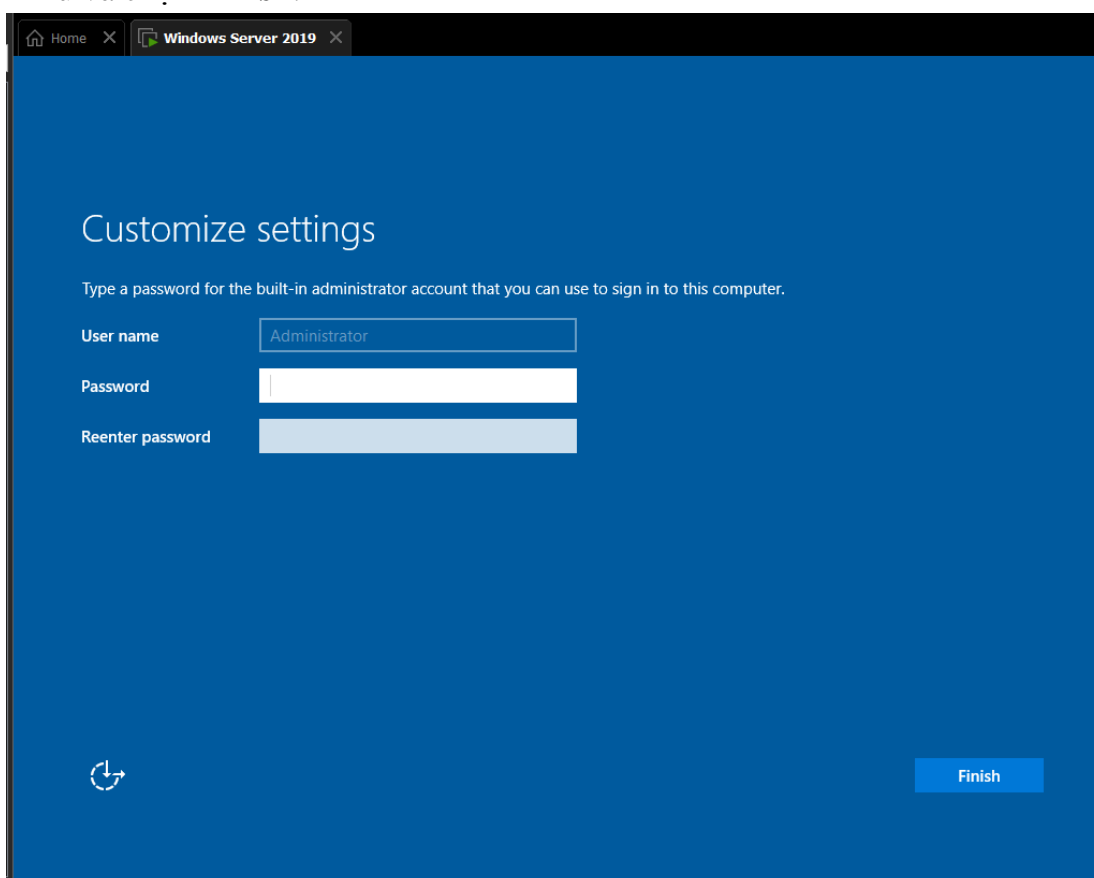 Home
Windows Server 2019
Customize settings
Type a password for the built-in administrator account that you can use to sign in to this computer.
User name Administrator
Password
Reenter password
Finish